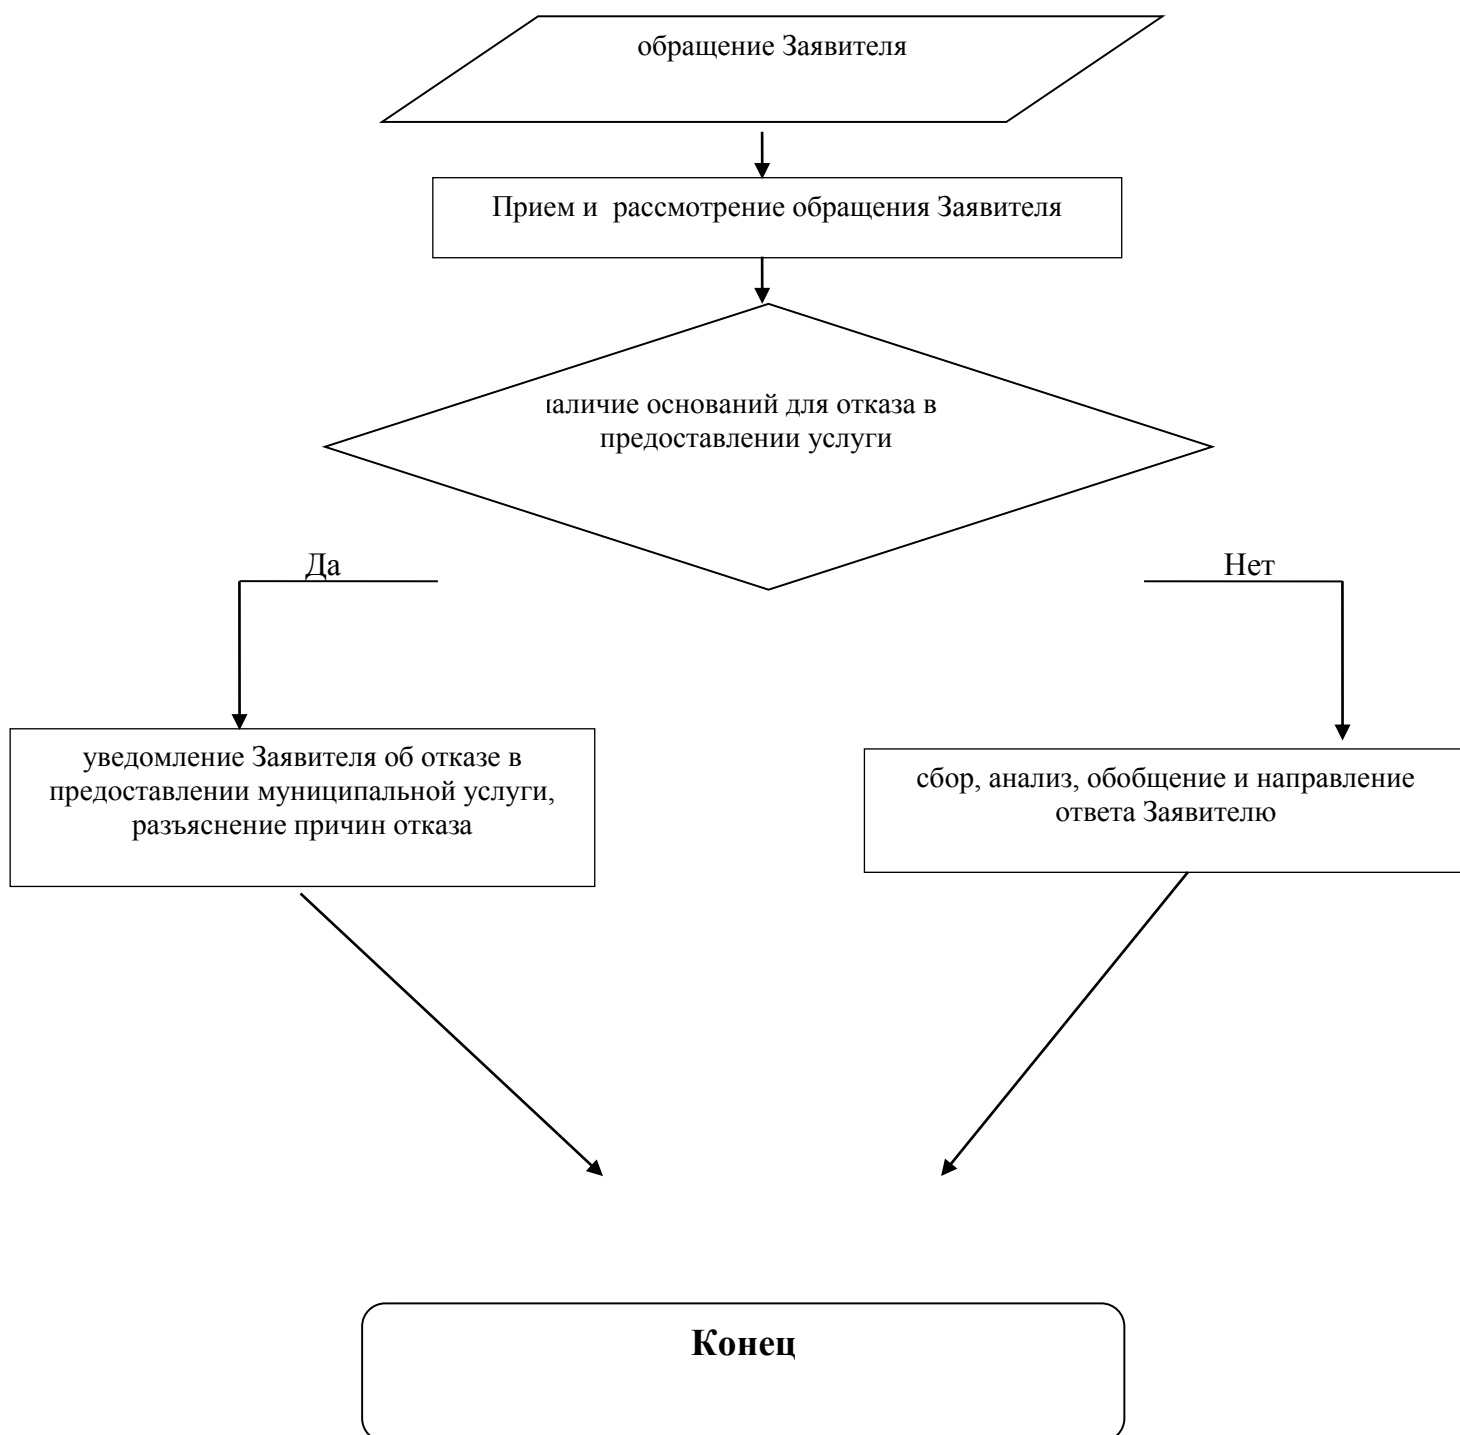 обращение Заявителя
Прием и рассмотрение обращения Заявителя
аличие оснований для отказа в
предоставлении услуги
Да
Нет
уведомление Заявителя об отказе в
предоставлении муниципальной услуги,
разъяснение причин отказа
сбор, анализ, обобщение и направление
ответа Заявителю
Конец